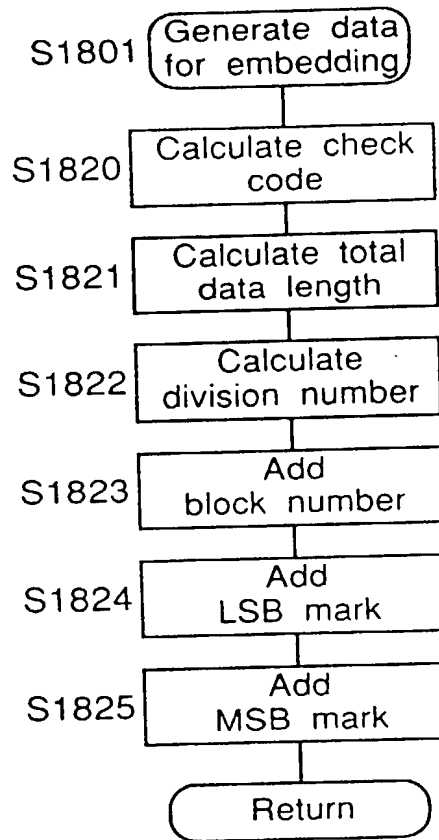 S1801
Generate data
for embedding
S1820
Calculate check
code
S1821
Calculate total
data length
S1822
Calculate
division number
S1823
Add
block number
S1824
Add
LSB mark
S1825
Add
MSB mark
Return